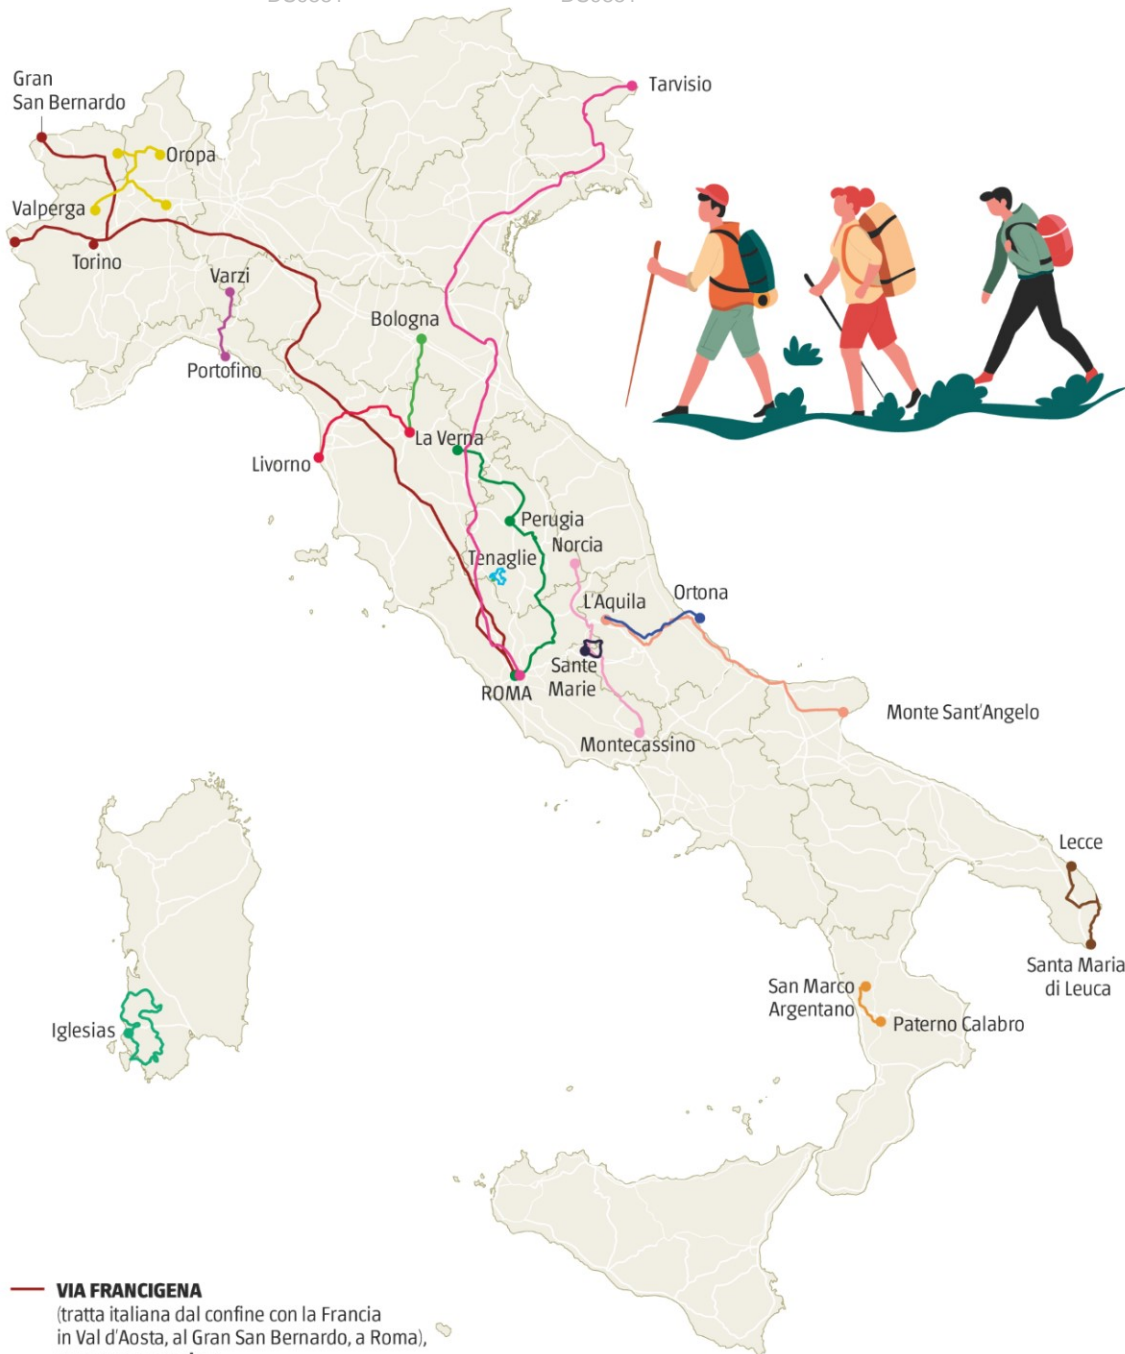 Gran
San Bernardo
Tarvisio
Oropa
Valperga
Torino
Varzi
Bologna
Portofino
La Verna
Livorno
Perugia
Norcia
Tenaglie
L'Aquila
Ortona
Sante
Marie
ROMA
Monte Sant'Angelo
Montecassino
Lecce
Santa Maria
di Leuca
San Marco
Argentano
Paterno Calabro
Iglesias
VIA FRANCIGENA
(tratta italiana dal confine con la Francia
in Val d'Aosta, al Gran San Bernardo, a Roma),